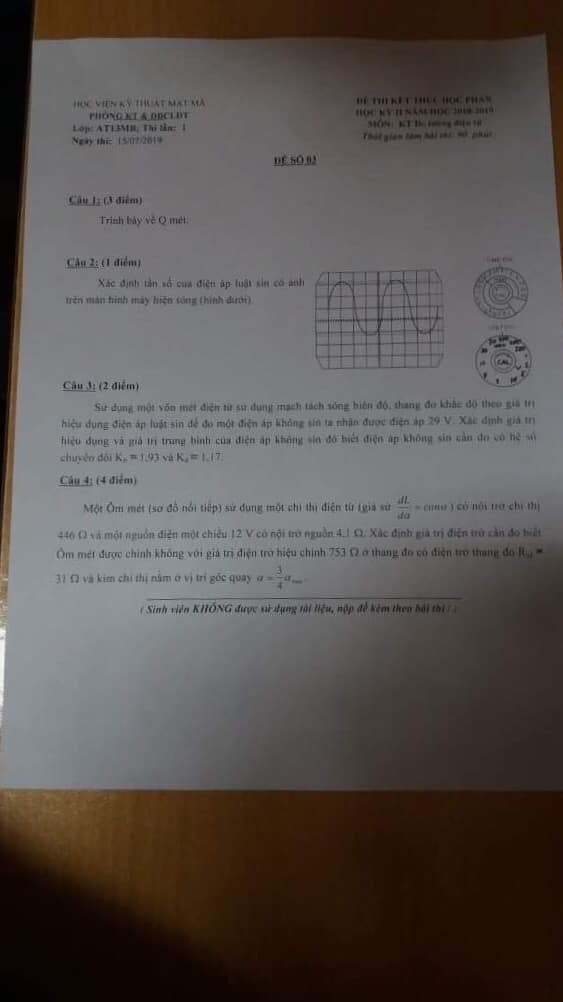 HỌC VIỆN KỸ THUẬT MẬT MÃ
PHÒNG KT & ĐBCLĐT
Lớp: AT13MB; Thi lần: 1
Ngày thi: 15/07/2019
ĐỀ THI KẾT THÚC HỌC PHẦN
HỌC KỲ II NĂM HỌC 2018-2019
MÔN: KT Đo lường điện tử
Thời gian làm bài thi: 90 phút
ĐỀ SỐ 03
Câu 1: (3 điểm)
Trình bày về Q mét.
Câu 2: (1 điểm)
Xác định tần số của điện áp luật sin có ảnh
trên màn hình máy hiện sóng (hình dưới).
CAL
Câu 3: (2 điểm)
Sử dụng một vôn mét điện tử sử dụng mạch tách sóng biên độ, thang đo khắc độ theo giá trị
hiệu dụng điện áp luật sin để đo một điện áp không sin ta nhận được điện áp 29 V. Xác định giá trị
hiệu dụng và giá trị trung bình của điện áp không sin đó biết điện áp không sin cần đo có hệ số
chuyển đổi K = 1,93 và K = 1,17.
Câu 4: (4 điểm)
Một Ôm mét (sơ đồ nối tiếp) sử dụng một chỉ thị điện từ (giả sử dL/dα = const) có nội trở chỉ thị
446 Ω và một nguồn điện một chiều 12 V có nội trở nguồn 4,1 Ω. Xác định giá trị điện trở cần đo biết
Ôm mét được chỉnh không với giá trị điện trở hiệu chỉnh 753 Ω ở thang đo có điện trở thang đo R =
31 Ω và kim chỉ thị nằm ở vị trí góc quay α = 3/4 α max.
( Sinh viên KHÔNG được sử dụng tài liệu, nộp đề kèm theo bài thi / .)